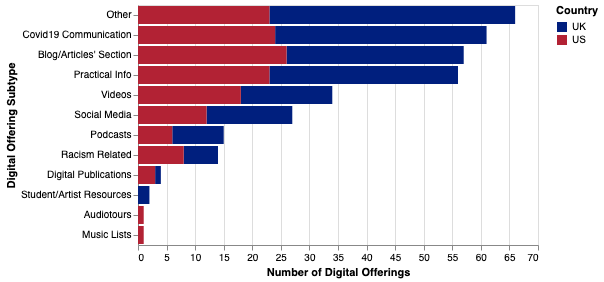 Country
UK
US
Digital Offering Subtype
Other
Covid19 Communication
Blog/Articles' Section
Practical Info
Videos
Social Media
Podcasts
Racism Related
Digital Publications
Student/Artist Resources
Audiotours
Music Lists
0 5 10 15 20 25 30 35 40 45 50 55 60 65 70
Number of Digital Offerings